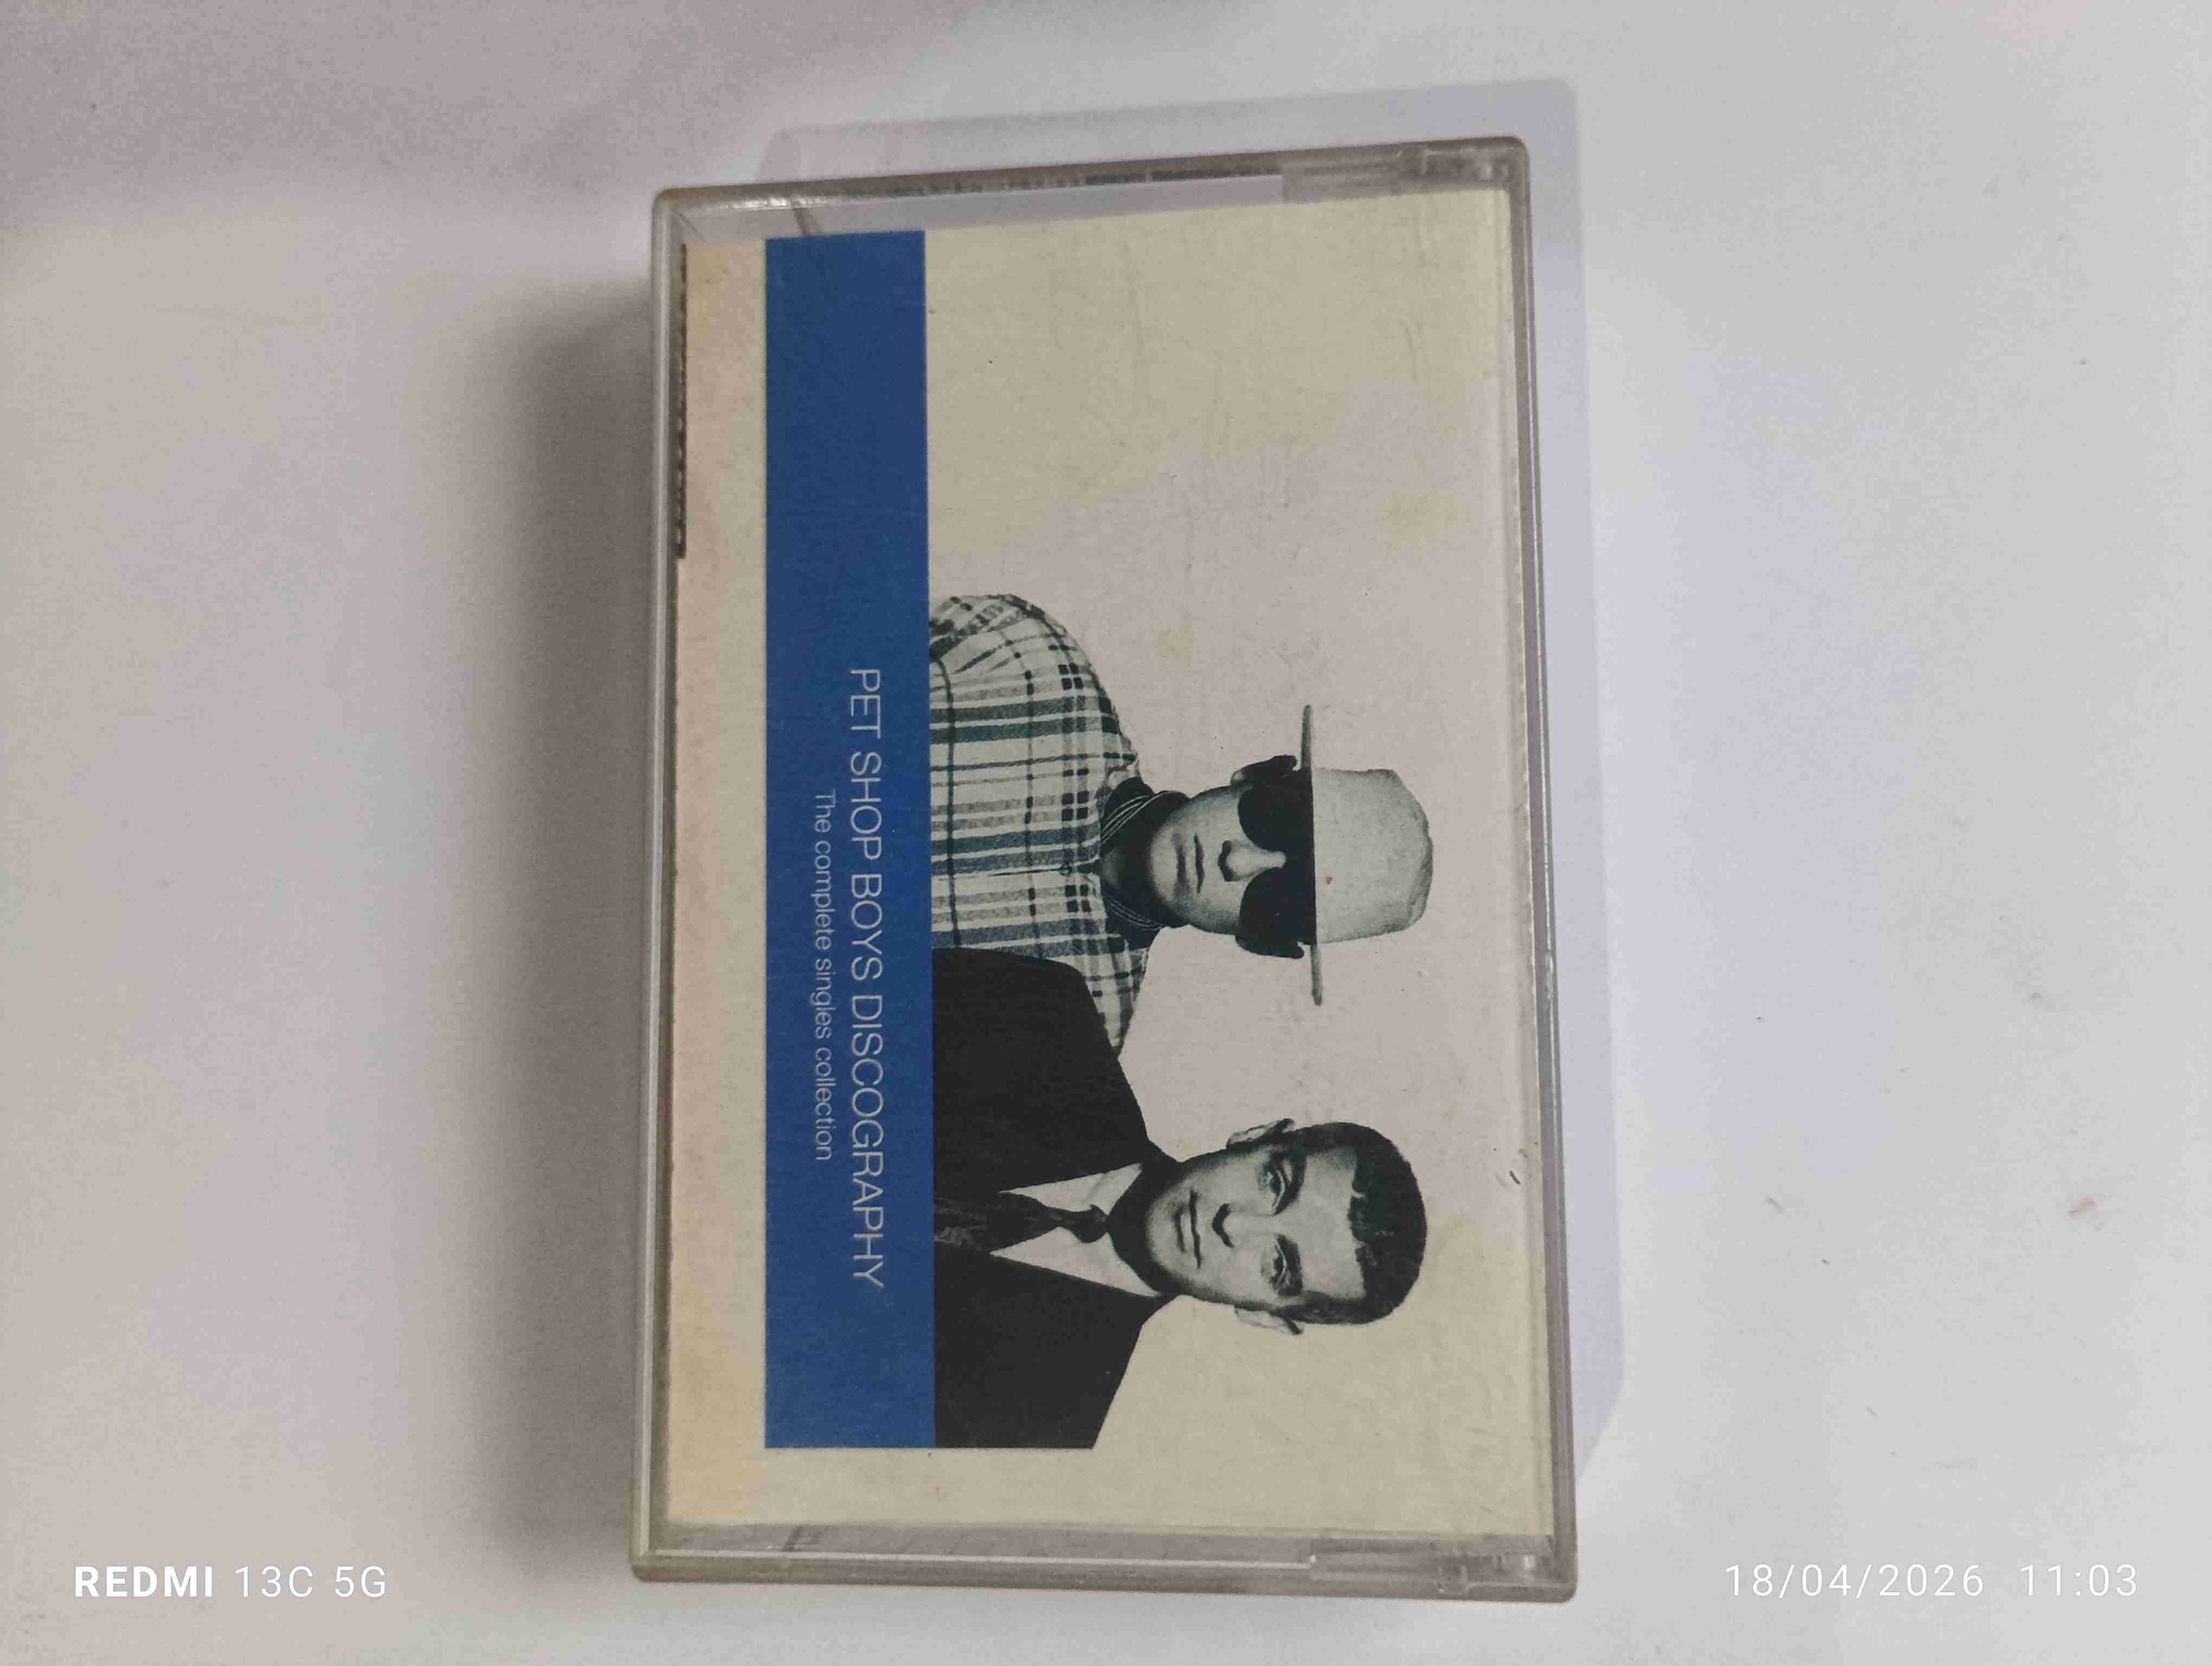 PET SHOP BOYS DISCOGRAPHY
The complete singles collection
REDMI 13C 5G
18/04/2026 11:03